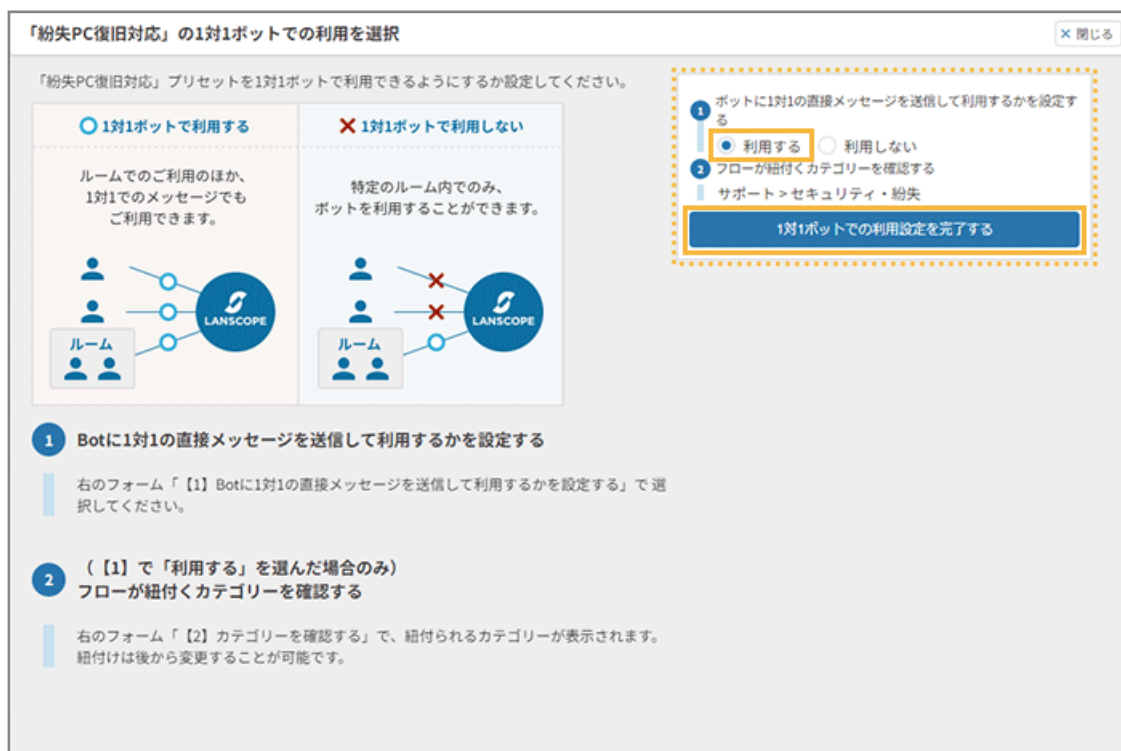 「紛失PC復旧対応」の1対1ボットでの利用を選択
× 閉じる
「紛失PC復旧対応」プリセットを1対1ボットで利用できるようにするか設定してください。
1対1ボットで利用する
ルームでのご利用のほか、
1対1でのメッセージでも
ご利用できます。
LANSCOPE
ルーム
1対1ボットで利用しない
特定のルーム内でのみ、
ボットを利用することができます。
LANSCOPE
ルーム
1 ボットに1対1の直接メッセージを送信して利用するかを設定す
る
利用する 利用しない
2 フローが紐付くカテゴリーを確認する
サポート > セキュリティ・紛失
1対1ボットでの利用設定を完了する
1 Botに1対1の直接メッセージを送信して利用するかを設定する
右のフォーム「【1】Botに1対1の直接メッセージを送信して利用するかを設定する」で 選
択してください。
2 (【1】で「利用する」を選んだ場合のみ)
フローが紐付くカテゴリーを確認する
右のフォーム「【2】カテゴリーを確認する」で、紐付られるカテゴリーが表示されます。
紐付けは後から変更することが可能です。